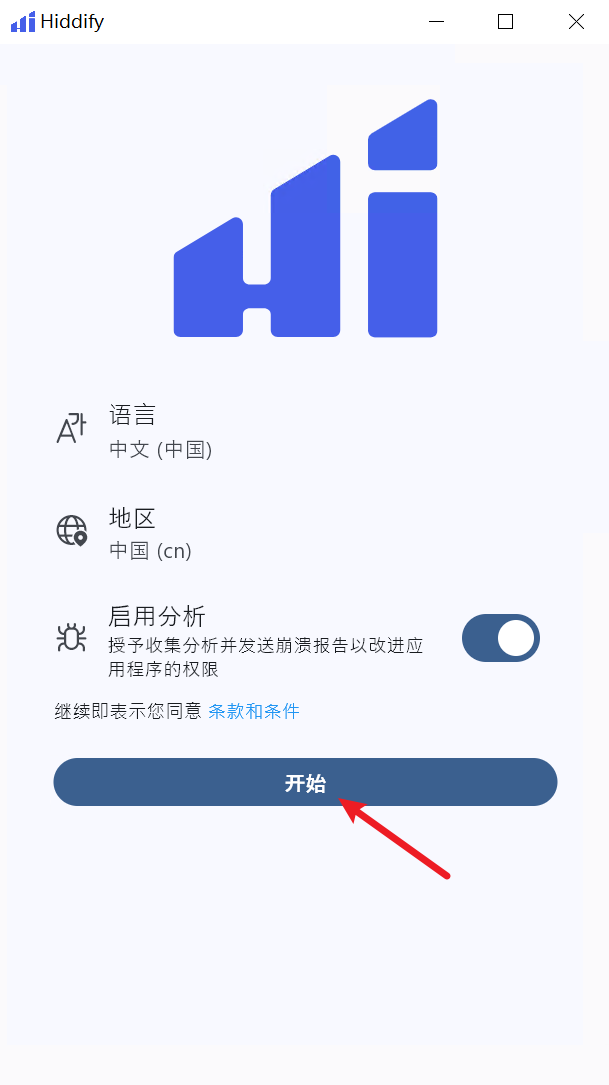 Hiddify
语言
中文 (中国)
地区
中国 (cn)
启用分析
授予收集分析并发送崩溃报告以改进应
用程序的权限
继续即表示您同意 条款和条件
开始